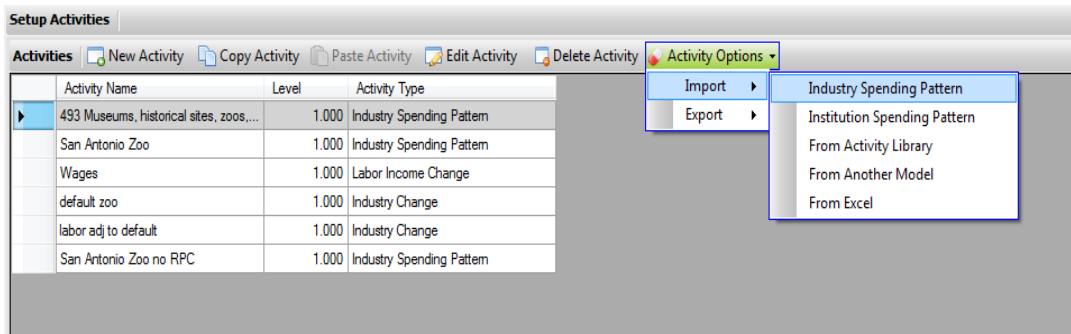 Setup Activities
Activities New Activity Copy Activity Paste Activity Edit Activity Delete Activity Activity Options
Activity Name Level Activity Type
493 Museums, historical sites, zoos,... 1.000 Industry Spending Pattern
San Antonio Zoo 1.000 Industry Spending Pattern
Wages 1.000 Labor Income Change
default zoo 1.000 Industry Change
labor adj to default 1.000 Industry Change
San Antonio Zoo no RPC 1.000 Industry Spending Pattern
Import
Export
Industry Spending Pattern
Institution Spending Pattern
From Activity Library
From Another Model
From Excel